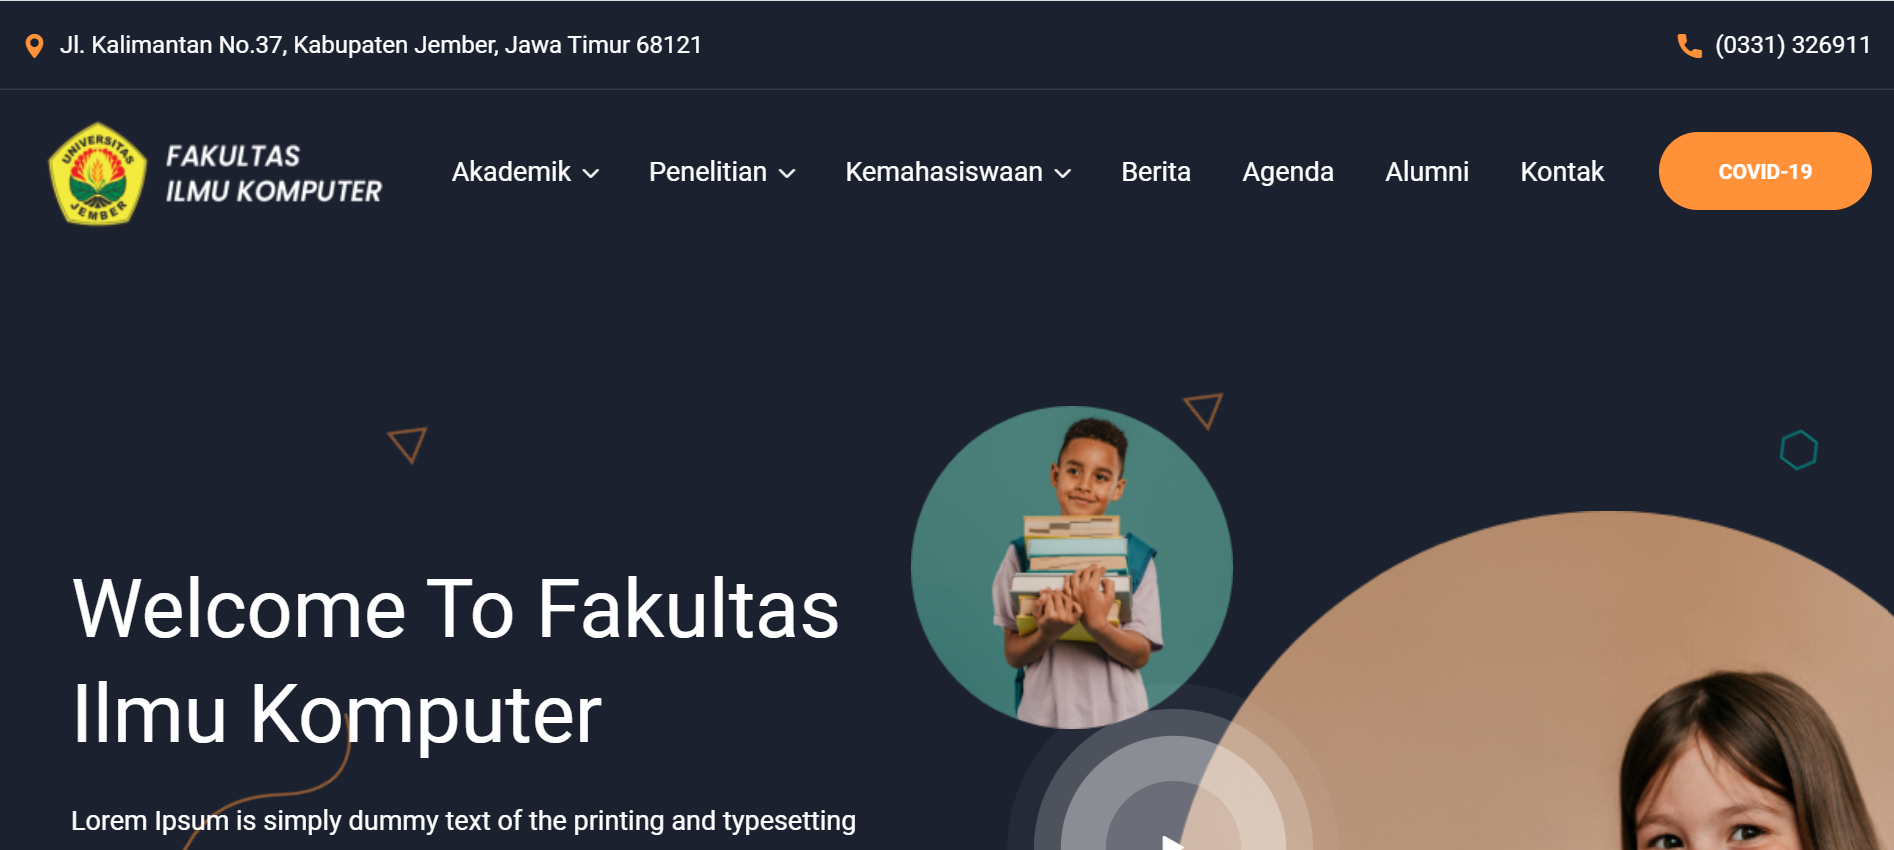 Jl. Kalimantan No.37, Kabupaten Jember, Jawa Timur 68121
(0331) 326911
UNIVERSITAS
JEMBER
FAKULTAS
ILMU KOMPUTER
Akademik
Penelitian
Kemahasiswaan
Berita
Agenda
Alumni
Kontak
COVID-19
Welcome To Fakultas
Ilmu Komputer
Lorem Ipsum is simply dummy text of the printing and typesetting